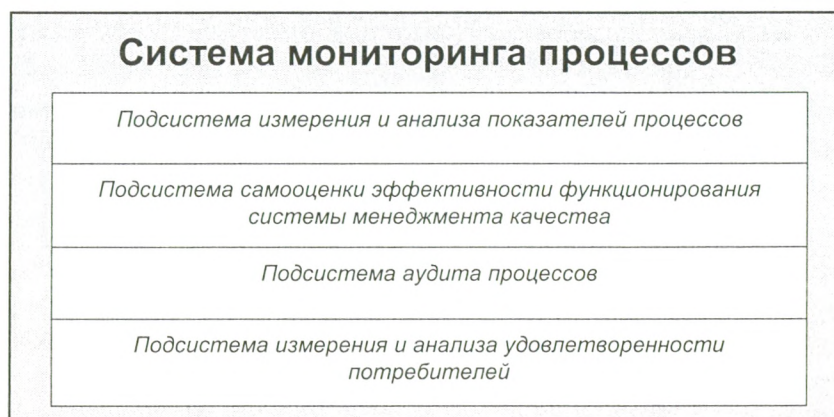 Система мониторинга процессов
Подсистема измерения и анализа показателей процессов
Подсистема самооценки эффективности функционирования
системы менеджмента качества
Подсистема аудита процессов
Подсистема измерения и анализа удовлетворенности
потребителей